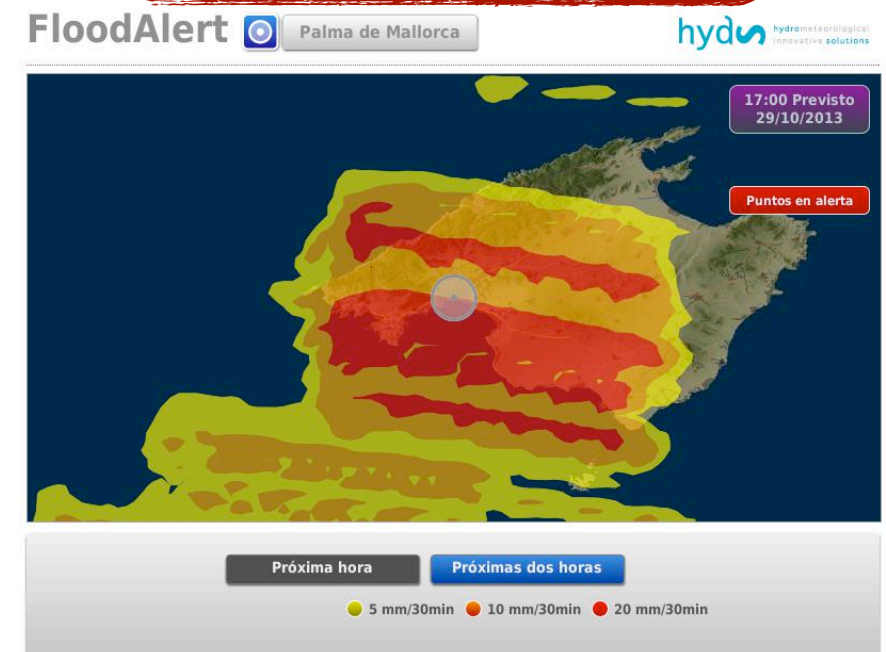 FloodAlert
Palma de Mallorca
hyds
hydrometeorological
innovative solutions
17:00 Previsto
29/10/2013
Puntos en alerta
Próxima hora
Próximas dos horas
5 mm/30min
10 mm/30min
20 mm/30min